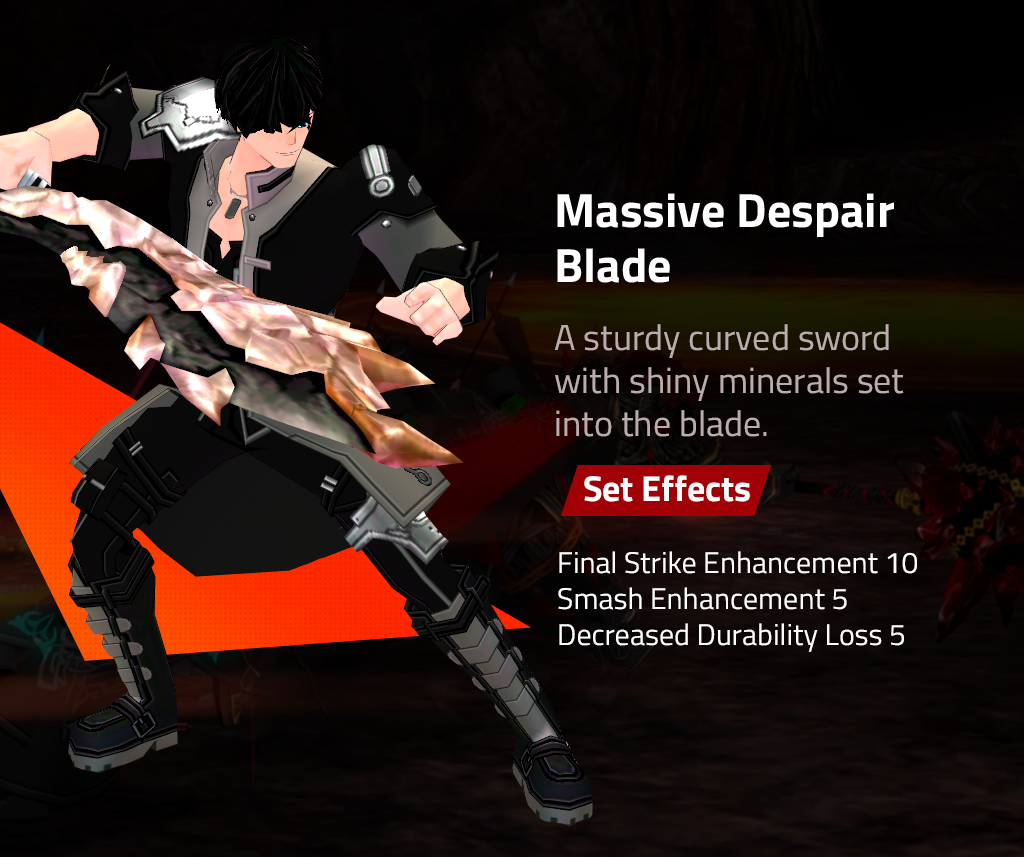 Massive Despair
Blade
A sturdy curved sword
with shiny minerals set
into the blade.
Set Effects
Final Strike Enhancement 10
Smash Enhancement 5
Decreased Durability Loss 5